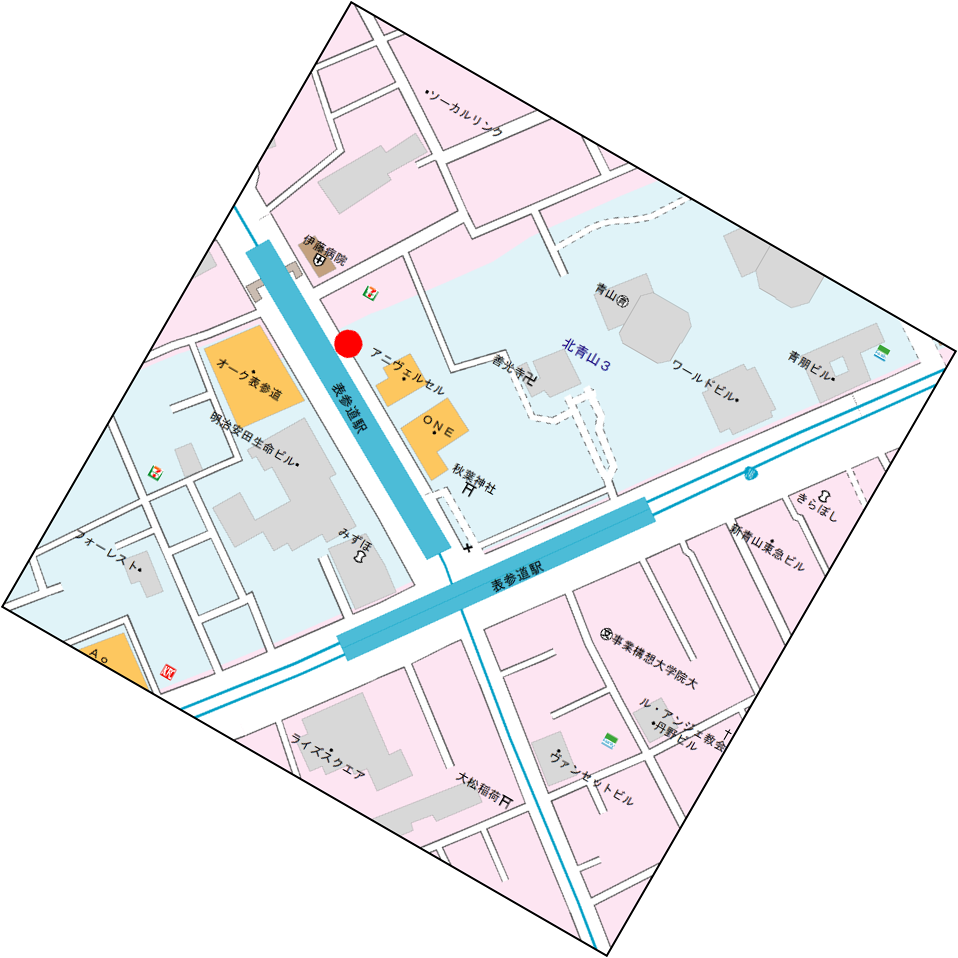 ソーカルリンク
伊藤病院
7
青山
北青山3
善光寺
ワールドビル
青朋ビル
アニヴェルセル
ONE
オーク表参道
表参道駅
明治安田生命ビル
7
秋葉神社
みずほ
フォーレスト
表参道駅
きらぼし
新青山東急ビル
Ao
KFC
事業構想大学院大
ル・アンジェ教会
丹野ビル
ヴァンセットビル
ライズスクエア
大松稲荷